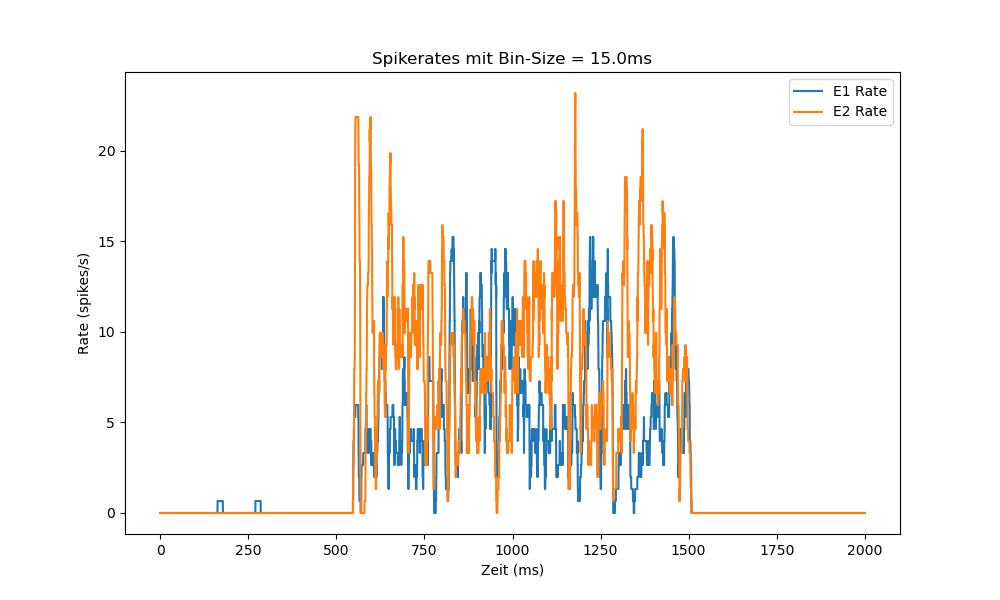 Spikerates mit Bin-Size = 15.0ms
E1 Rate
E2 Rate
Rate (spikes/s)
20
15
10
5
0
0 250 500 750 1000 1250 1500 1750 2000
Zeit (ms)